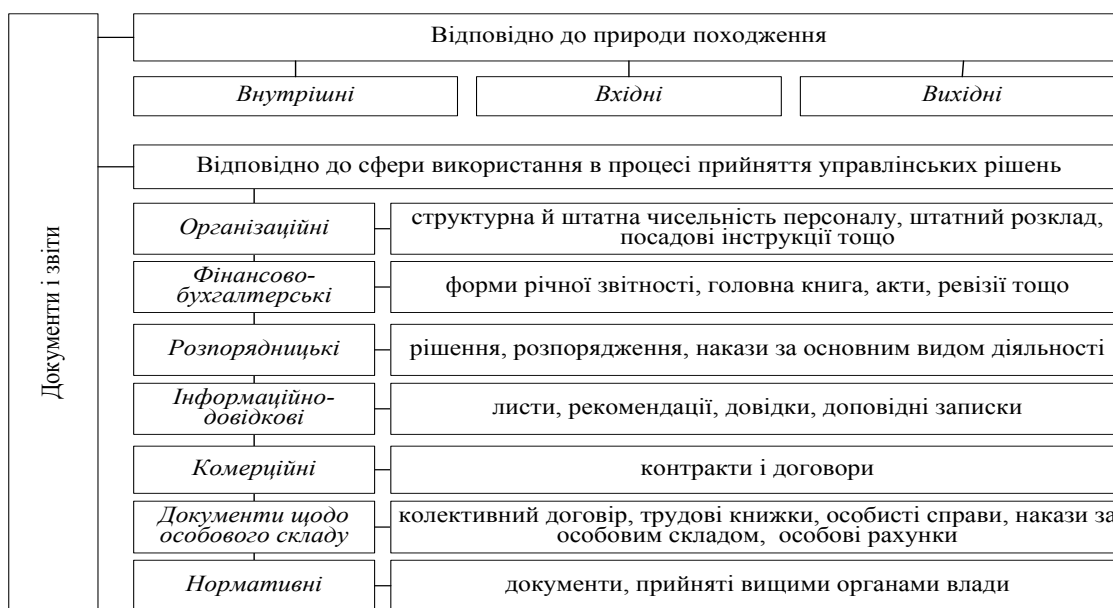 Документи і звіти
Відповідно до природи походження
Внутрішні
Вхідні
Вихідні
Відповідно до сфери використання в процесі прийняття управлінських рішень
Організаційні
структурна й штатна чисельність персоналу, штатний розклад,
посадові інструкції тощо
Фінансово-
бухгалтерські
форми річної звітності, головна книга, акти, ревізії тощо
Розпорядницькі
рішення, розпорядження, накази за основним видом діяльності
Інформаційно-
довідкові
листи, рекомендації, довідки, доповідні записки
Комерційні
контракти і договори
Документи щодо
особового складу
колективний договір, трудові книжки, особисті справи, накази за
особовим складом, особові рахунки
Нормативні
документи, прийняті вищими органами влади